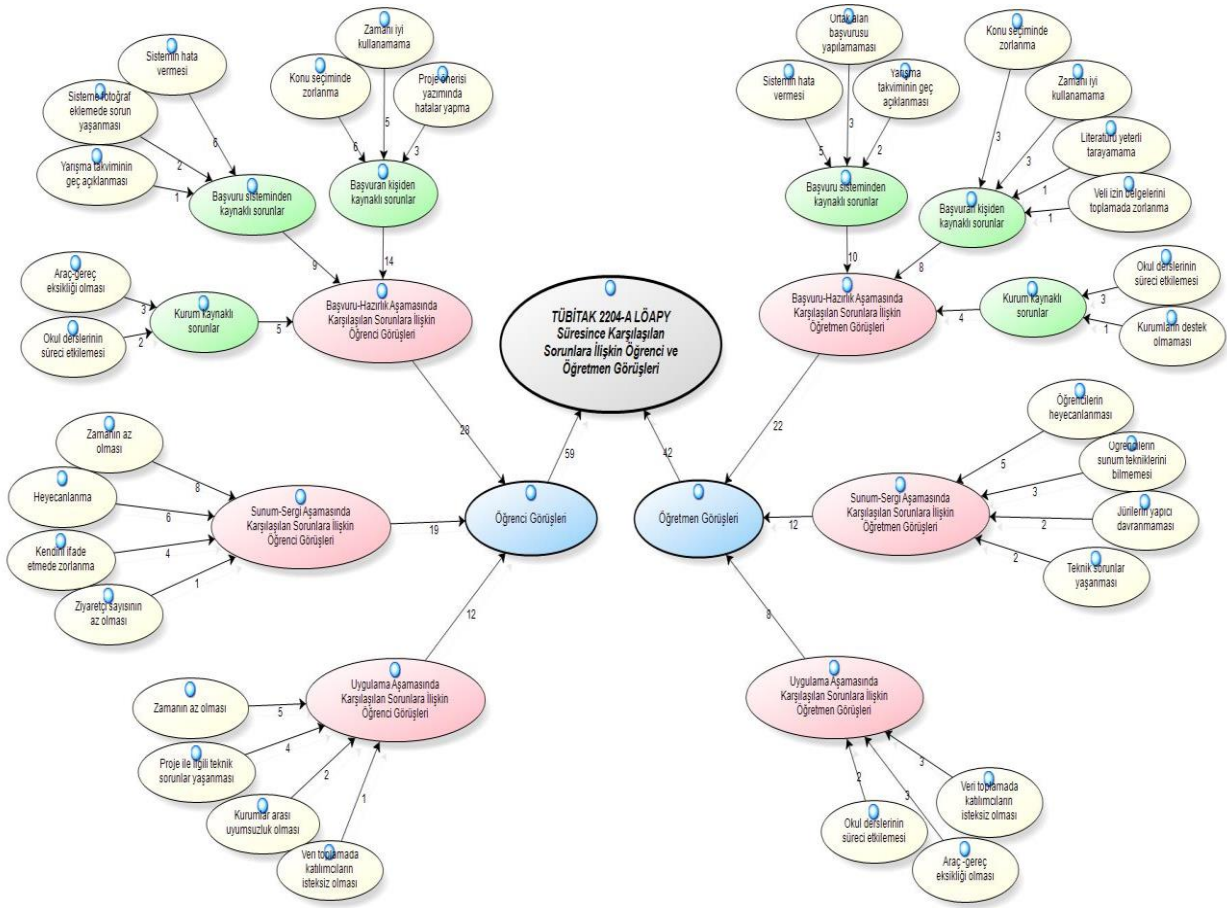 Sistemin hata
vermesi
Sisteme fotoğraf
eklemede sorun
yaşanması
Yarışma takviminin
geç açıklanması
6
2
1
Başvuru sisteminden
kaynaklı sorunlar
Zamanı iyi
kullanamama
Konu seçiminde
zorlanma
Proje önerisi
yazımında
hatalar yapma
5
6
3
Başvuran kişiden
kaynaklı sorunlar
Araç-gereç
eksikliği olması
Okul derslerinin
süreci etkilemesi
3
2
Kurum kaynaklı
sorunlar
9
14
5
Başvuru-Hazırlık Aşamasında
Karşılaşılan Sorunlara İlişkin
Öğrenci Görüşleri
28
Zamanın az
olması
Heyecanlanma
Kendini ifade
etmede zorlanma
Ziyaretçi sayısının
az olması
8
6
4
1
Sunum-Sergi Aşamasında
Karşılaşılan Sorunlara İlişkin
Öğrenci Görüşleri
19
Zamanın az olması
Proje ile ilgili teknik
sorunlar yaşanması
Kurumlar arası
uyumsuzluk olması
Veri toplamada
katılımcıların
isteksiz olması
5
4
2
1
Uygulama Aşamasında
Karşılaşılan Sorunlara İlişkin
Öğrenci Görüşleri
12
Öğrenci Görüşleri
59
TÜBİTAK 2204-A LÖAPY
Süresince Karşılaşılan
Sorunlara İlişkin Öğrenci ve
Öğretmen Görüşleri
42
Öğretmen Görüşleri
Ortak alan
başvurusu
yapılamaması
Sistemin hata
vermesi
Yarışma
takviminin geç
açıklanması
5
3
2
Başvuru sisteminden
kaynaklı sorunlar
Konu seçiminde
zorlanma
Zamanı iyi
kullanamama
Literatürü yeterli
tarayamama
Veli izin belgelerini
toplamada zorlanma
3
3
1
1
Başvuran kişiden
kaynaklı sorunlar
Okul derslerinin
süreci etkilemesi
Kurumların destek
olmaması
3
1
Kurum kaynaklı
sorunlar
10
8
4
Başvuru-Hazırlık Aşamasında
Karşılaşılan Sorunlara İlişkin
Öğretmen Görüşleri
22
Öğrencilerin
heyecanlanması
Öğrencilerin
sunum tekniklerini
bilmemesi
Jürilerin yapıcı
davranmaması
Teknik sorunlar
yaşanması
5
3
2
2
Sunum-Sergi Aşamasında
Karşılaşılan Sorunlara İlişkin
Öğretmen Görüşleri
12
8
Uygulama Aşamasında
Karşılaşılan Sorunlara İlişkin
Öğretmen Görüşleri
2
3
3
Okul derslerinin
süreci etkilemesi
Araç -gereç
eksikliği olması
Veri toplamada
katılımcıların
isteksiz olması